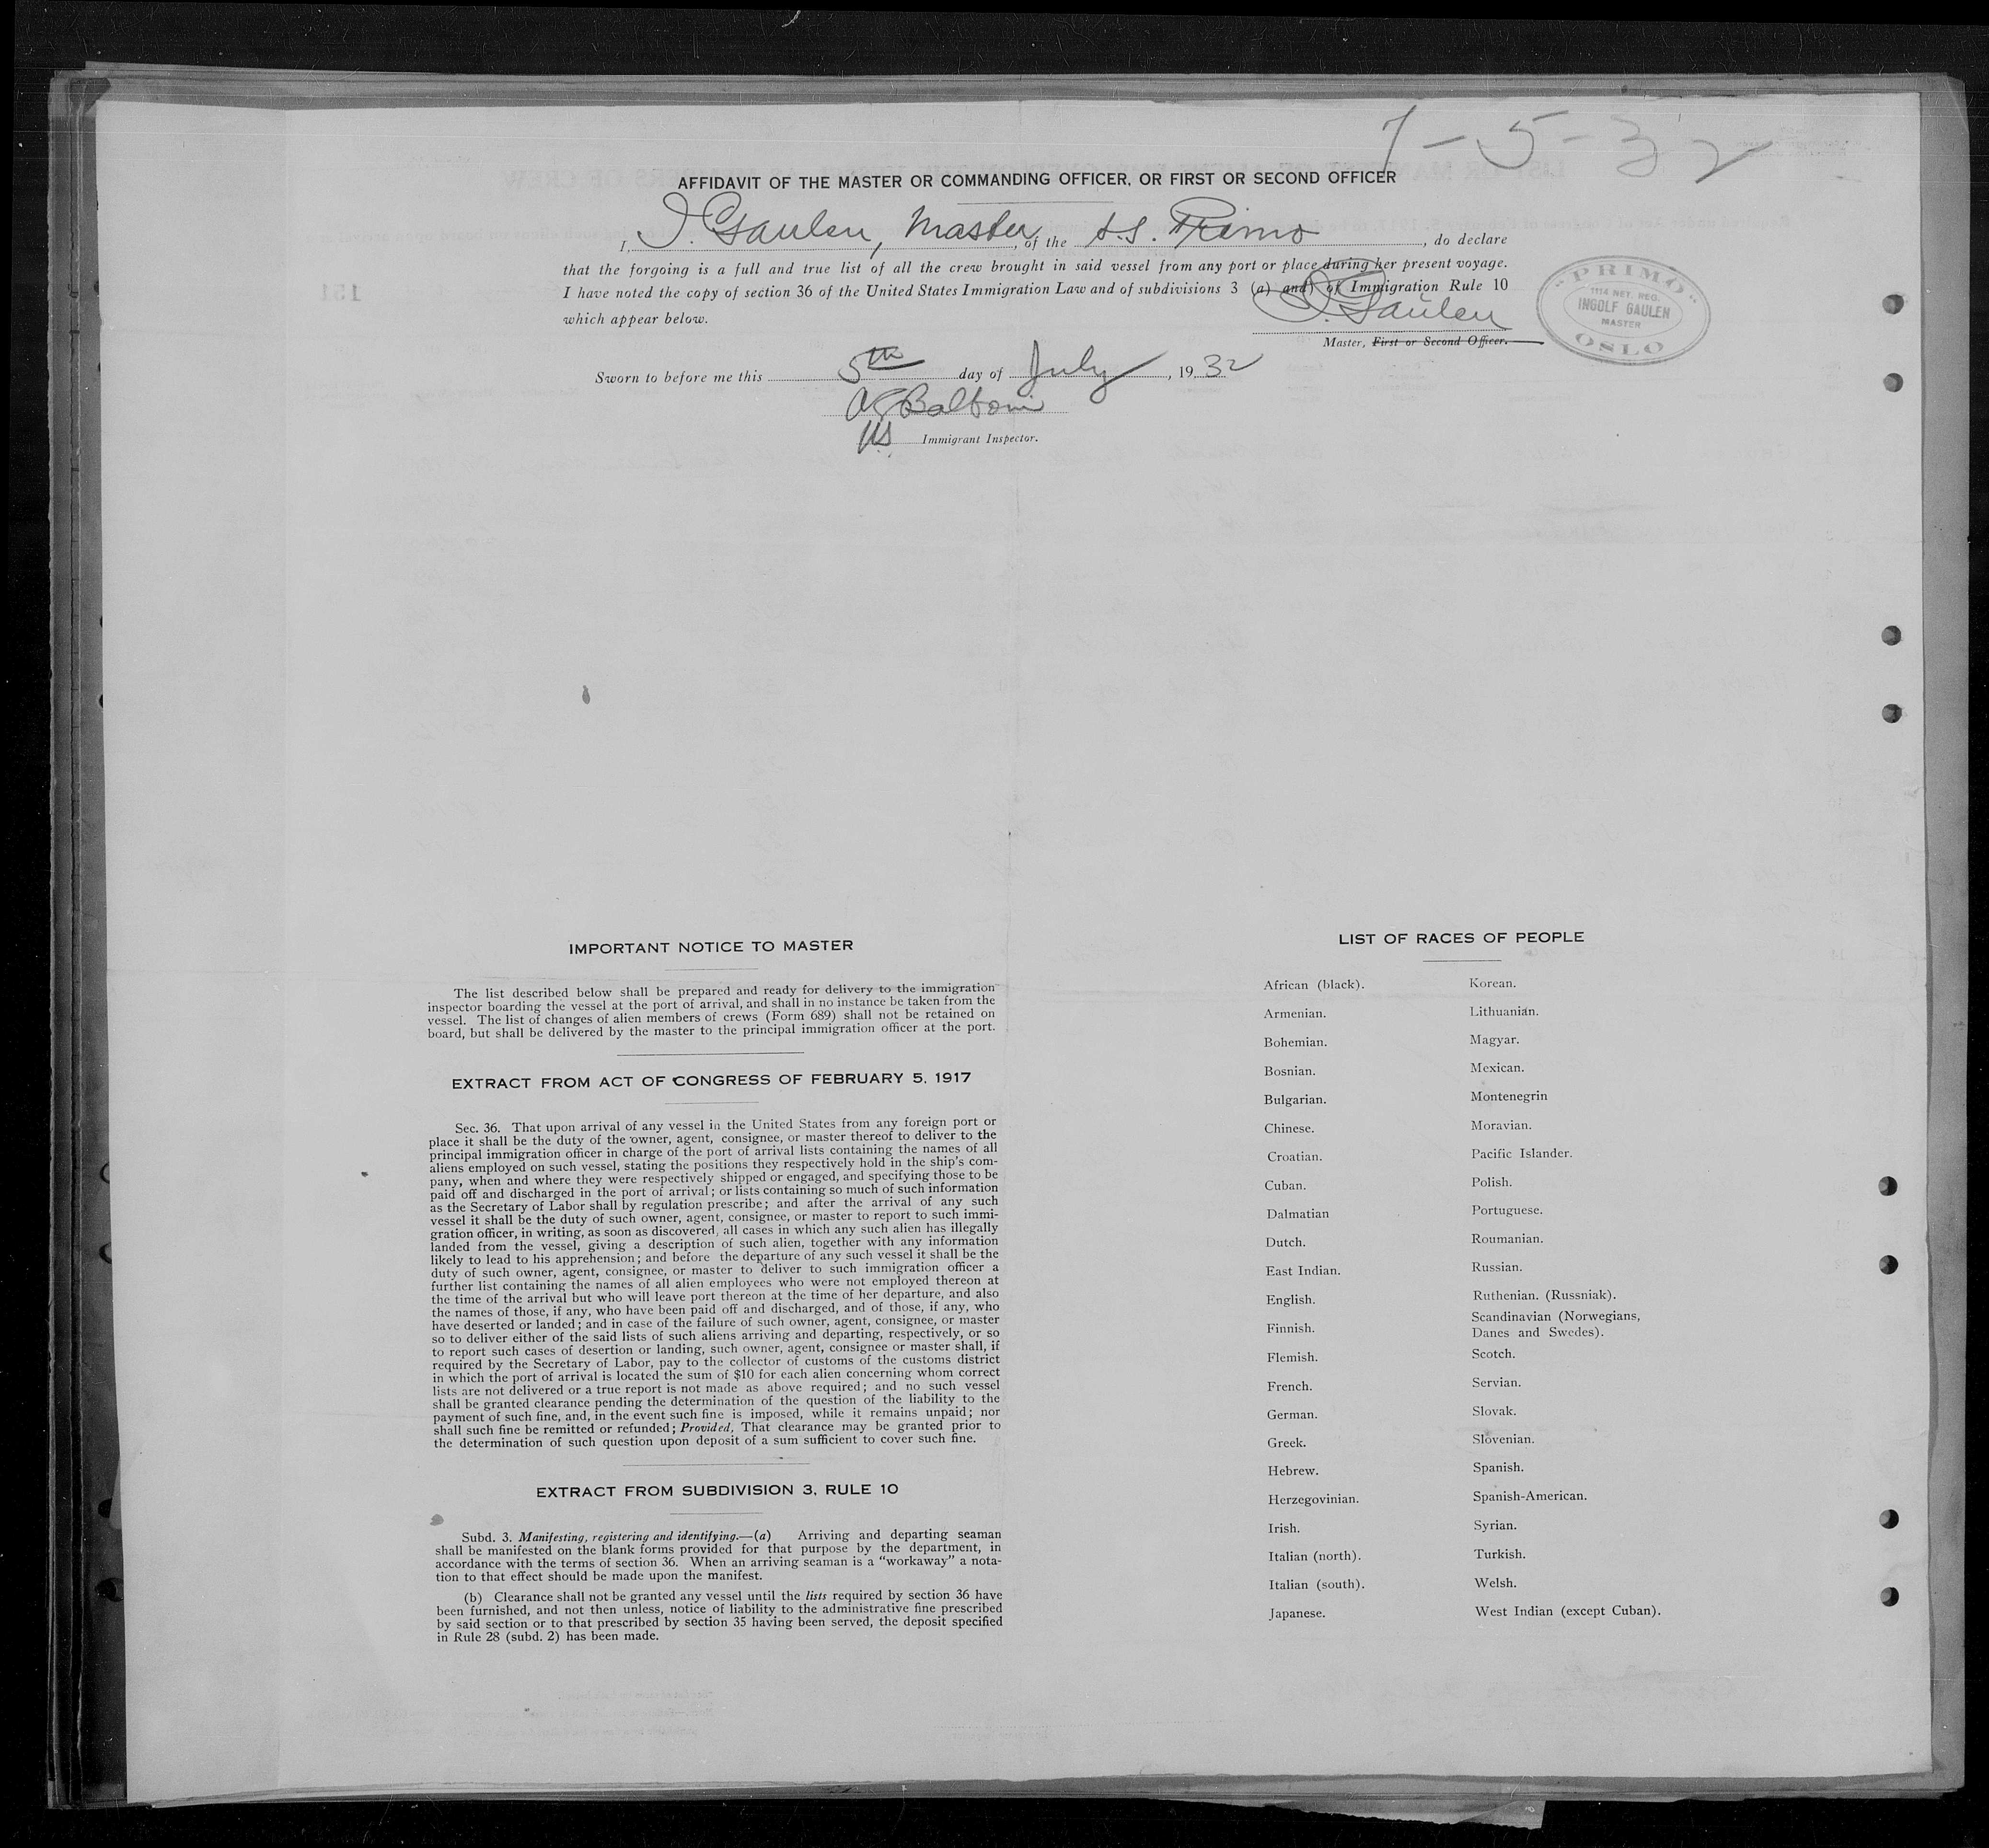 7-5-32
AFFIDAVIT OF THE MASTER OR COMMANDING OFFICER, OR FIRST OR SECOND OFFICER
I, I. Gaulen, Master, of the S.S. Primo, do declare
that the forgoing is a full and true list of all the crew brought in said vessel from any port or place during her present voyage.
I have noted the copy of section 36 of the United States Immigration Law and of subdivisions 3 (a) and) of Immigration Rule 10
which appear below.
I. Gaulen
Master, First or Second Officer.
"PRIMO"
1114 NET. REG.
INGOLF GAULEN
MASTER
OSLO
Sworn to before me this 5th day of July, 1932
Balboni
US Immigrant Inspector.
151
IMPORTANT NOTICE TO MASTER
The list described below shall be prepared and ready for delivery to the immigration
inspector boarding the vessel at the port of arrival, and shall in no instance be taken from the
vessel. The list of changes of alien members of crews (Form 689) shall not be retained on
board, but shall be delivered by the master to the principal immigration officer at the port.
EXTRACT FROM ACT OF CONGRESS OF FEBRUARY 5, 1917
Sec. 36. That upon arrival of any vessel in the United States from any foreign port or
place it shall be the duty of the owner, agent, consignee, or master thereof to deliver to the
principal immigration officer in charge of the port of arrival lists containing the names of all
aliens employed on such vessel, stating the positions they respectively hold in the ship's com-
pany, when and where they were respectively shipped or engaged, and specifying those to be
paid off and discharged in the port of arrival; or lists containing so much of such information
as the Secretary of Labor shall by regulation prescribe; and after the arrival of any such
vessel it shall be the duty of such owner, agent, consignee, or master to report to such immi-
gration officer, in writing, as soon as discovered, all cases in which any such alien has illegally
landed from the vessel, giving a description of such alien, together with any information
likely to lead to his apprehension; and before the departure of any such vessel it shall be the
duty of such owner, agent, consignee, or master to deliver to such immigration officer a
further list containing the names of all alien employees who were not employed thereon at
the time of the arrival but who will leave port thereon at the time of her departure, and also
the names of those, if any, who have been paid off and discharged, and of those, if any, who
have deserted or landed; and in case of the failure of such owner, agent, consignee, or master
so to deliver either of the said lists of such aliens arriving and departing, respectively, or so
to report such cases of desertion or landing, such owner, agent, consignee or master shall, if
required by the Secretary of Labor, pay to the collector of customs of the customs district
in which the port of arrival is located the sum of $10 for each alien concerning whom correct
lists are not delivered or a true report is not made as above required; and no such vessel
shall be granted clearance pending the determination of the question of the liability to the
payment of such fine, and, in the event such fine is imposed, while it remains unpaid; nor
shall such fine be remitted or refunded; Provided, That clearance may be granted prior to
the determination of such question upon deposit of a sum sufficient to cover such fine.
EXTRACT FROM SUBDIVISION 3, RULE 10
Subd. 3. Manifesting, registering and identifying.—(a) Arriving and departing seaman
shall be manifested on the blank forms provided for that purpose by the department, in
accordance with the terms of section 36. When an arriving seaman is a "workaway" a nota-
tion to that effect should be made upon the manifest.
(b) Clearance shall not be granted any vessel until the lists required by section 36 have
been furnished, and not then unless, notice of liability to the administrative fine prescribed
by said section or to that prescribed by section 35 having been served, the deposit specified
in Rule 28 (subd. 2) has been made.
LIST OF RACES OF PEOPLE
African (black).
Armenian.
Bohemian.
Bosnian.
Bulgarian.
Chinese.
Croatian.
Cuban.
Dalmatian
Dutch.
East Indian.
English.
Finnish.
Flemish.
French.
German.
Greek.
Hebrew.
Herzegovinian.
Irish.
Italian (north).
Italian (south).
Japanese.
Korean.
Lithuanian.
Magyar.
Mexican.
Montenegrin
Moravian.
Pacific Islander.
Polish.
Portuguese.
Roumanian.
Russian.
Ruthenian. (Russniak).
Scandinavian (Norwegians,
Danes and Swedes).
Scotch.
Servian.
Slovak.
Slovenian.
Spanish.
Spanish-American.
Syrian.
Turkish.
Welsh.
West Indian (except Cuban).